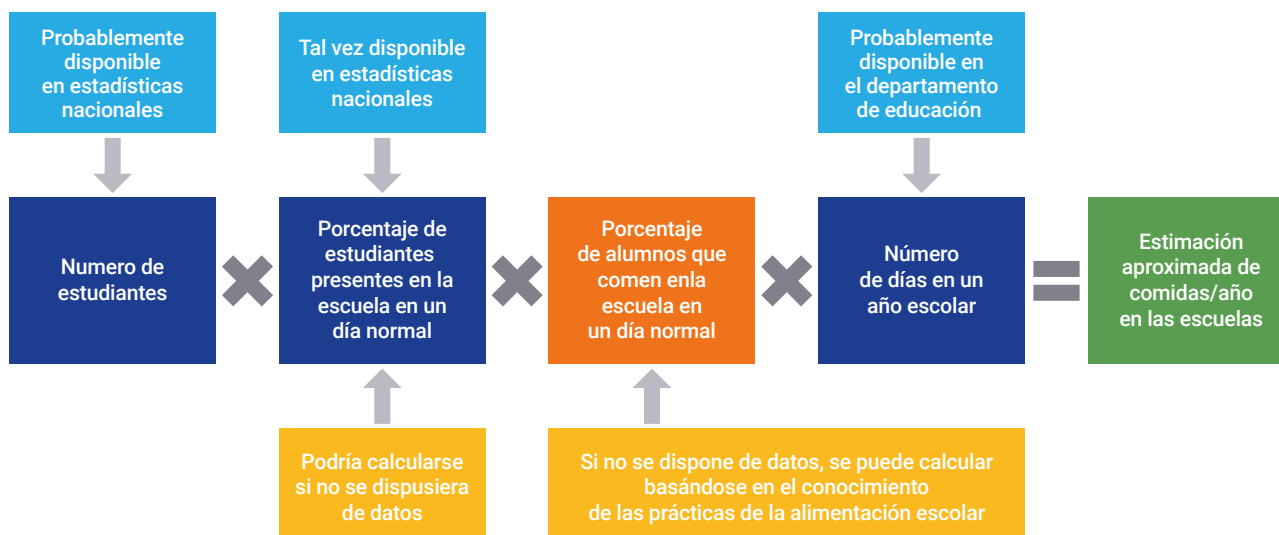 Probablemente
disponible
en estadísticas
nacionales
Tal vez disponible
en estadísticas
nacionales
Probablemente
disponible en
el departamento
de educación
Numero de
estudiantes
Porcentaje de
estudiantes
presentes en la
escuela en un
día normal
Porcentaje
de alumnos que
comen enla
escuela en
un día normal
Número
de días en un
año escolar
Estimación
aproximada de
comidas/año
en las escuelas
Podría calcularse
si no se dispusiera
de datos
Si no se dispone de datos, se puede calcular
basándose en el conocimiento
de las prácticas de la alimentación escolar